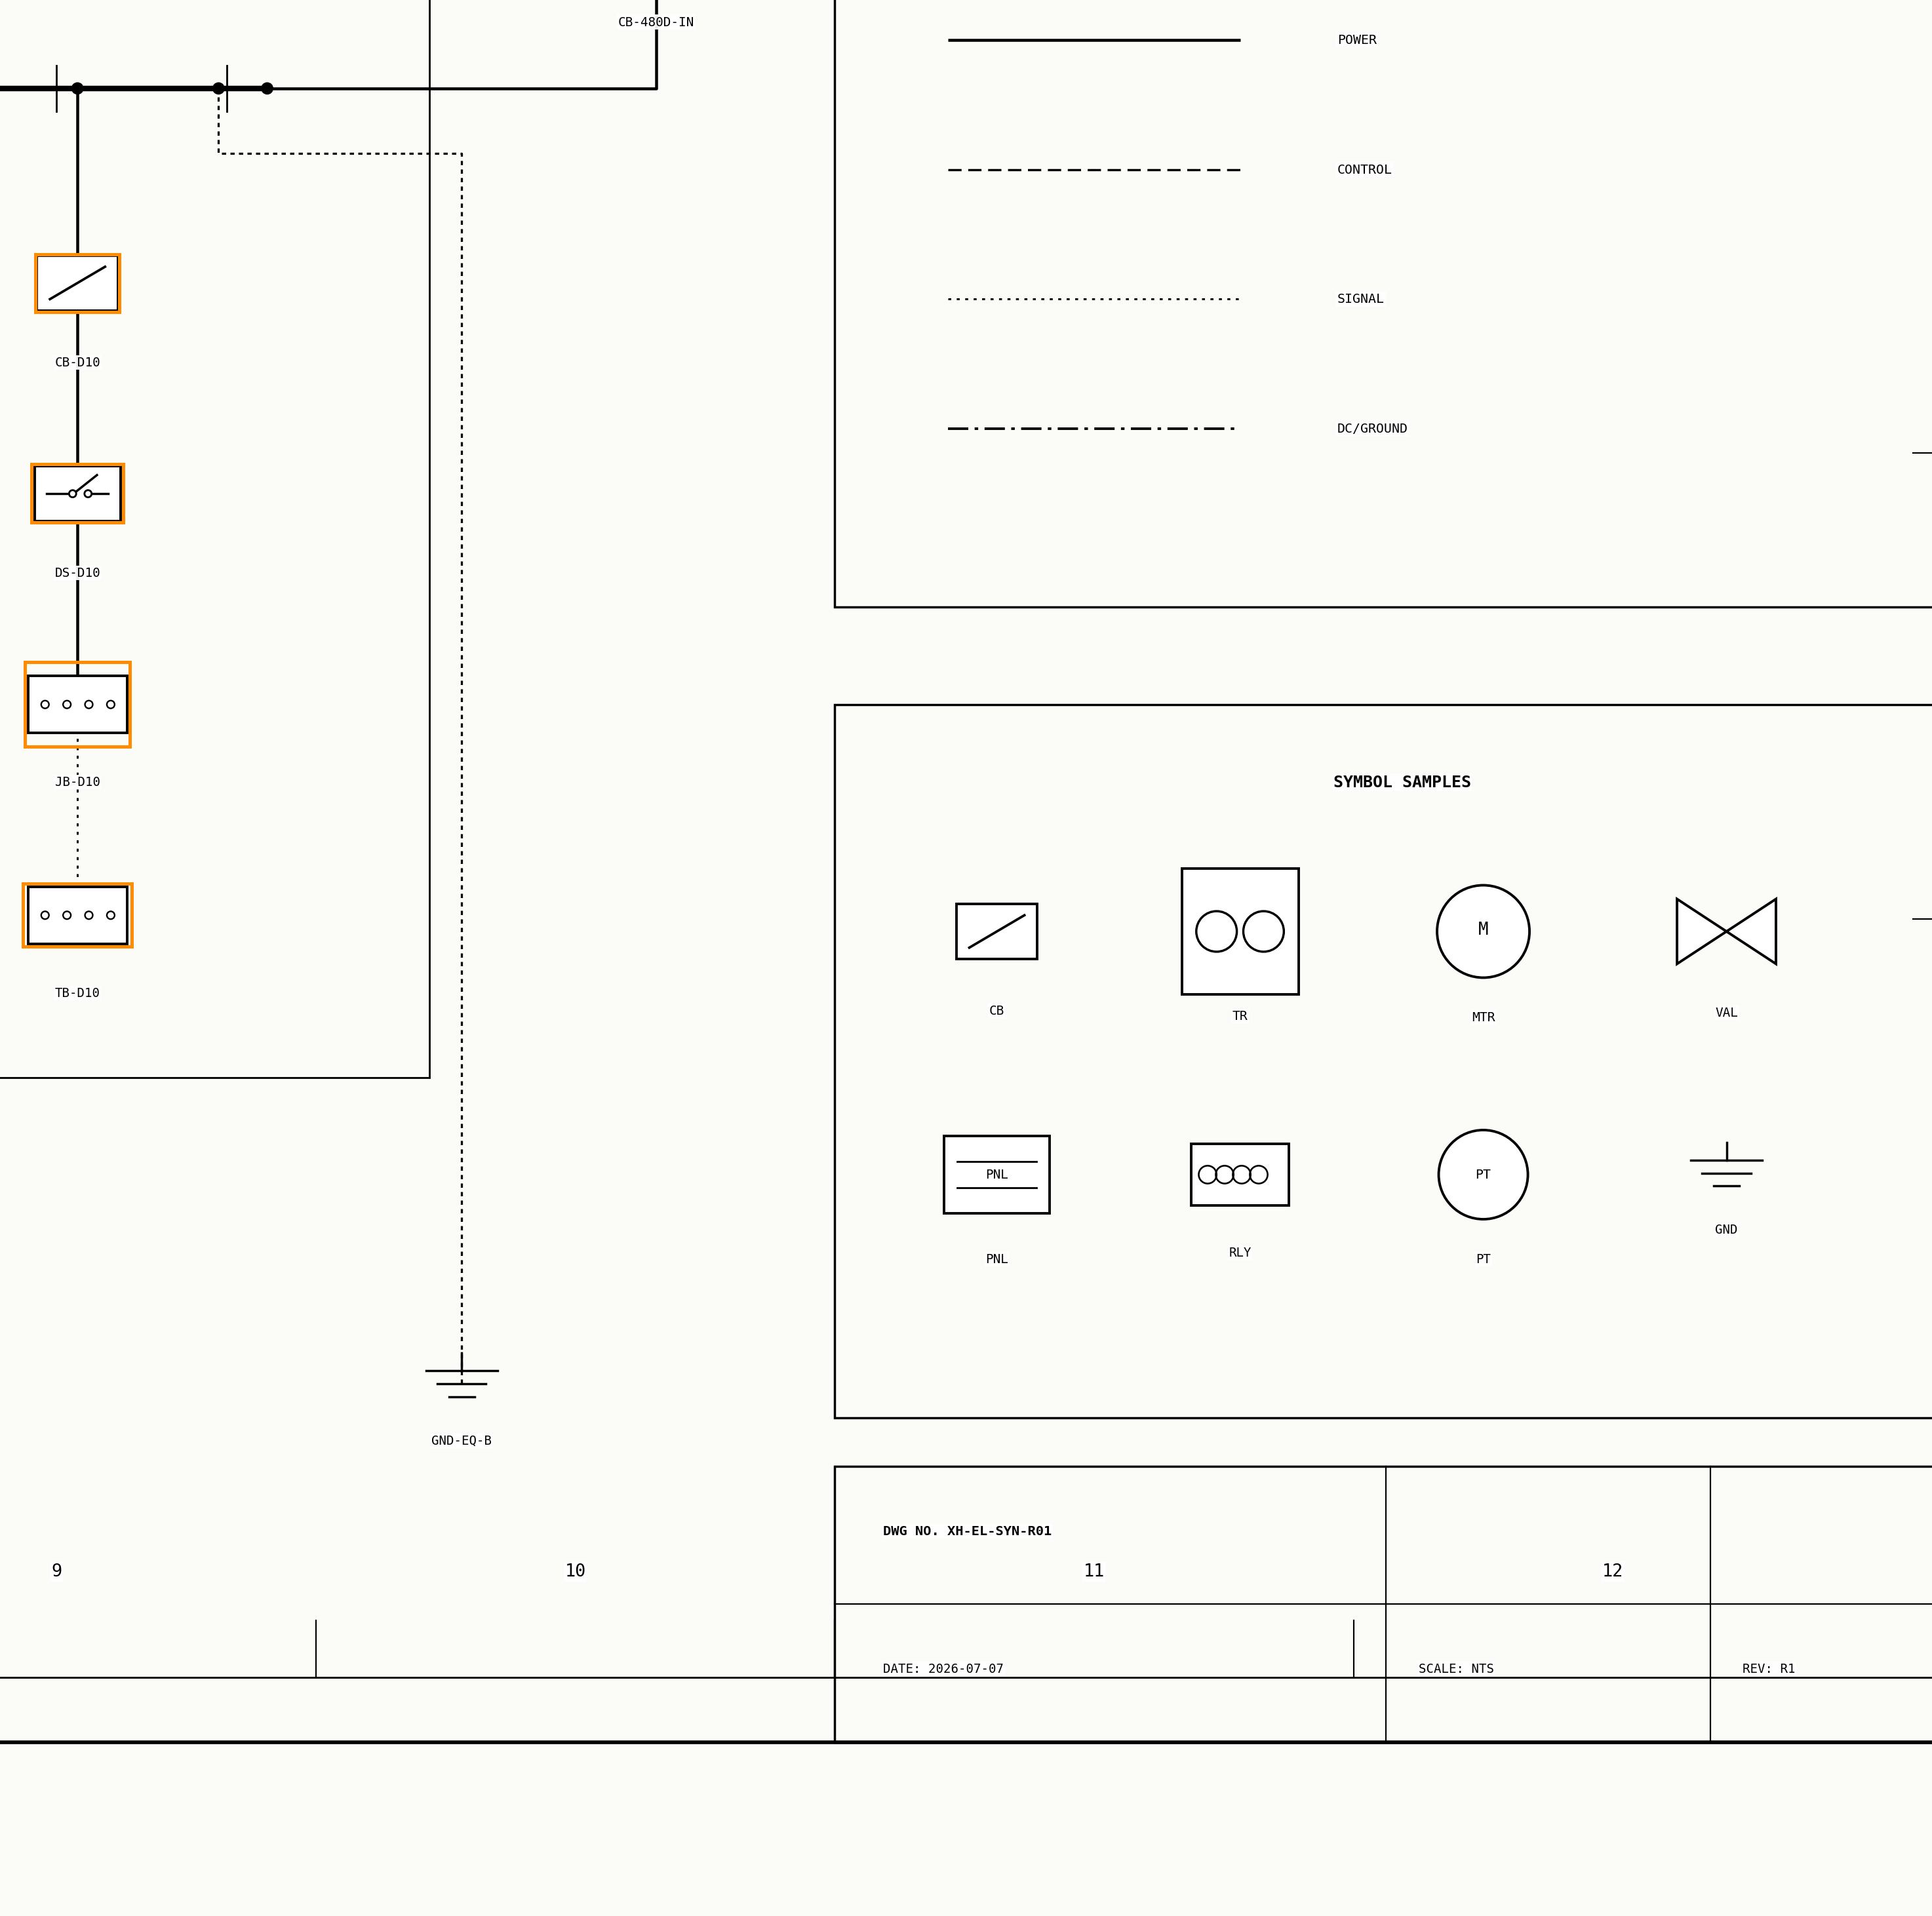 CB-480D-IN
POWER
CONTROL
SIGNAL
DC/GROUND
CB-D10
DS-D10
JB-D10
TB-D10
SYMBOL SAMPLES
M
CB
TR
MTR
VAL
PNL
PT
PNL
RLY
PT
GND
GND-EQ-B
DWG NO. XH-EL-SYN-R01
9
10
11
12
DATE: 2026-07-07
SCALE: NTS
REV: R1